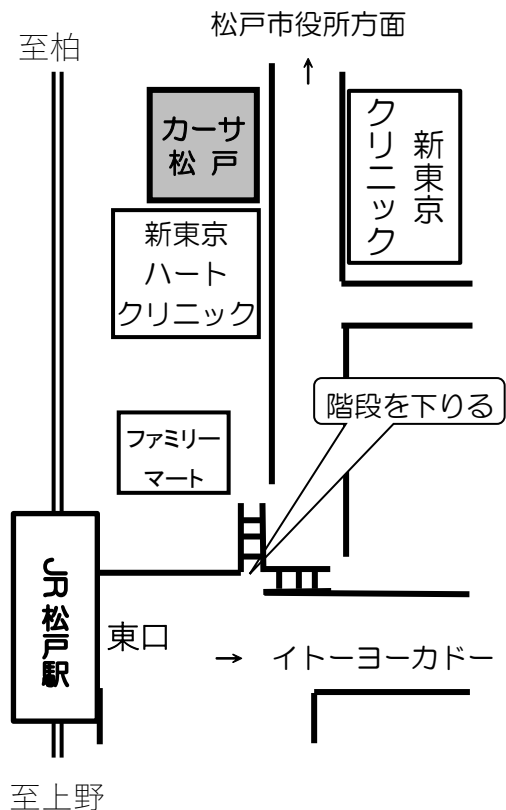 松戸市役所方面
↑
至柏
カーサ
松 戸
新東京
クリニック
新東京
ハート
クリニック
階段を下りる
ファミリー
マート
JR松戸駅
東口
→ イトーヨーカドー
至上野